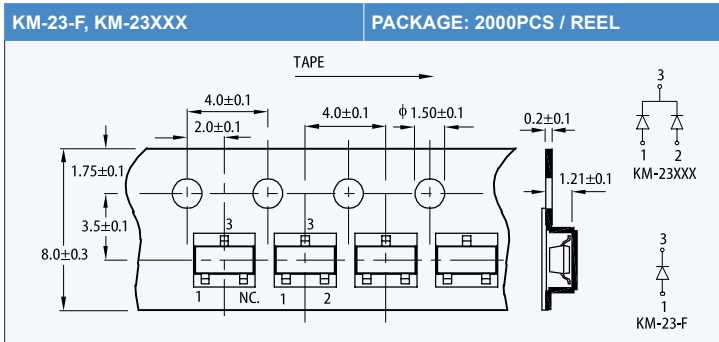 KM-23-F, KM-23XXX
PACKAGE: 2000PCS / REEL
TAPE
4.0±0.1
4.0±0.1
ϕ 1.50±0.1
0.2±0.1
2.0±0.1
1.75±0.1
3.5±0.1
8.0±0.3
1.21±0.1
3
1 2
KM-23XXX
3 3
1 NC. 1 2
3
1
KM-23-F